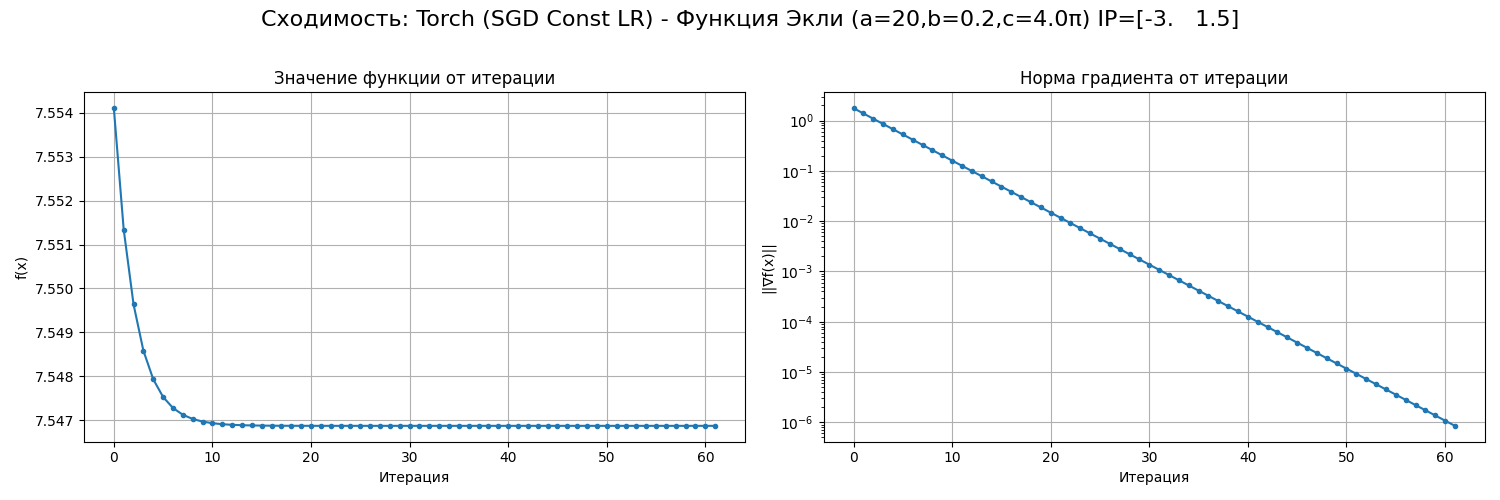 Сходимость: Torch (SGD Const LR) - Функция Экли (a=20,b=0.2,c=4.0π) IP=[-3.   1.5]
Значение функции от итерации
7.554
7.553
7.552
7.551
7.550
7.549
7.548
7.547
f(x)
0 10 20 30 40 50 60
Итерация
Норма градиента от итерации
10⁰
10⁻¹
10⁻²
10⁻³
10⁻⁴
10⁻⁵
10⁻⁶
||∇f(x)||
0 10 20 30 40 50 60
Итерация